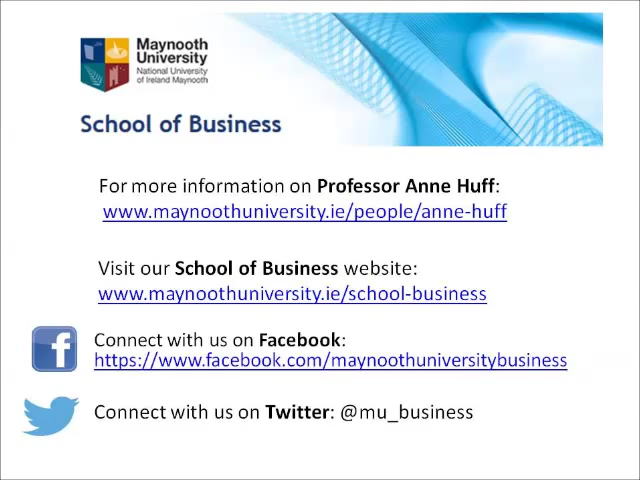 Maynooth
University
National University
of Ireland Maynooth
School of Business
For more information on Professor Anne Huff:
www.maynoothuniversity.ie/people/anne-huff
Visit our School of Business website:
www.maynoothuniversity.ie/school-business
Connect with us on Facebook:
https://www.facebook.com/maynoothuniversitybusiness
Connect with us on Twitter: @mu_business